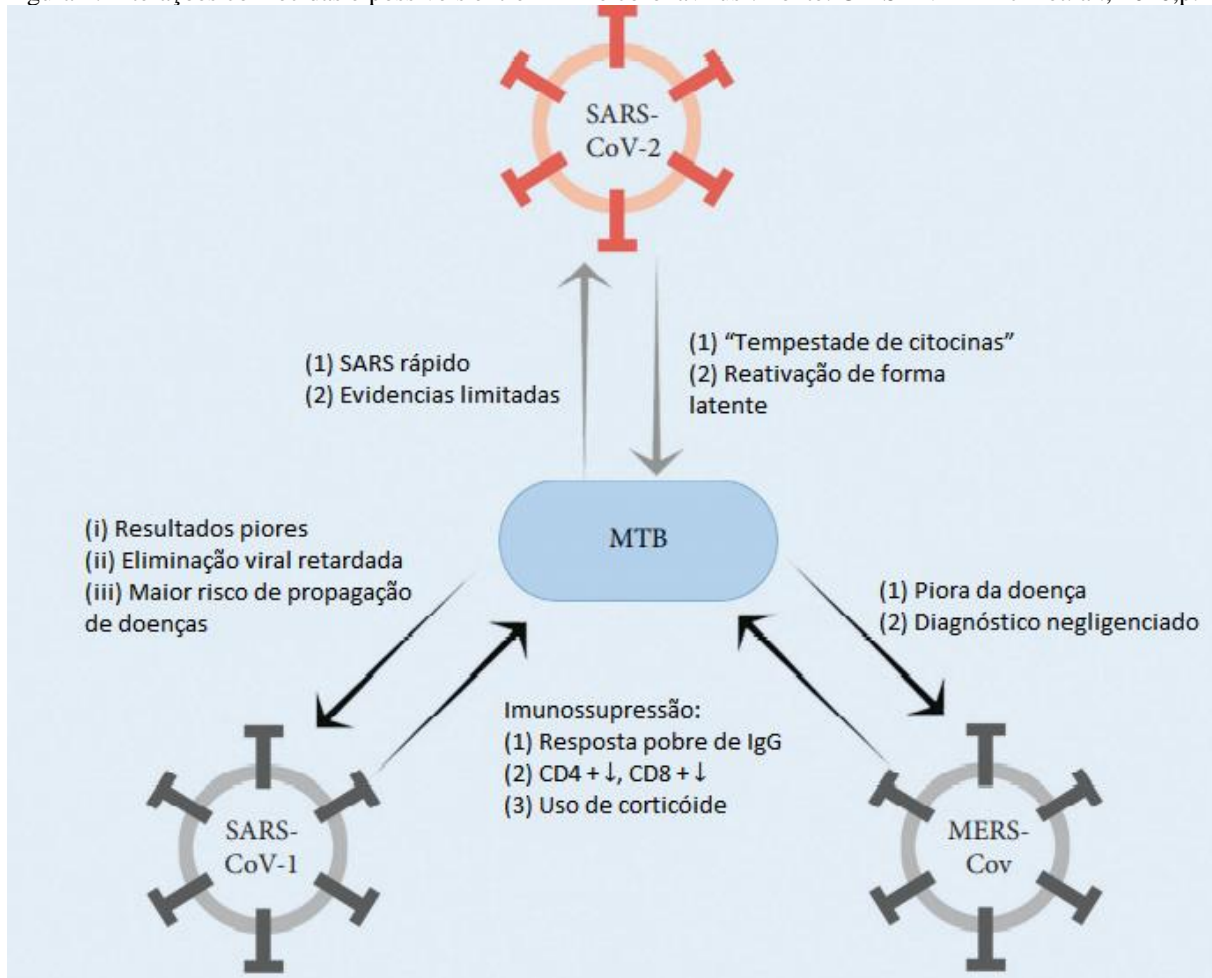 SARS-
CoV-2
(1) SARS rápido
(2) Evidencias limitadas
(1) “Tempestade de citocinas”
(2) Reativação de forma
latente
MTB
(i) Resultados piores
(ii) Eliminação viral retardada
(iii) Maior risco de propagação
de doenças
(1) Piora da doença
(2) Diagnóstico negligenciado
Imunossupressão:
(1) Resposta pobre de IgG
(2) CD4 + ↓, CD8 + ↓
(3) Uso de corticóide
SARS-
CoV-1
MERS-
Cov